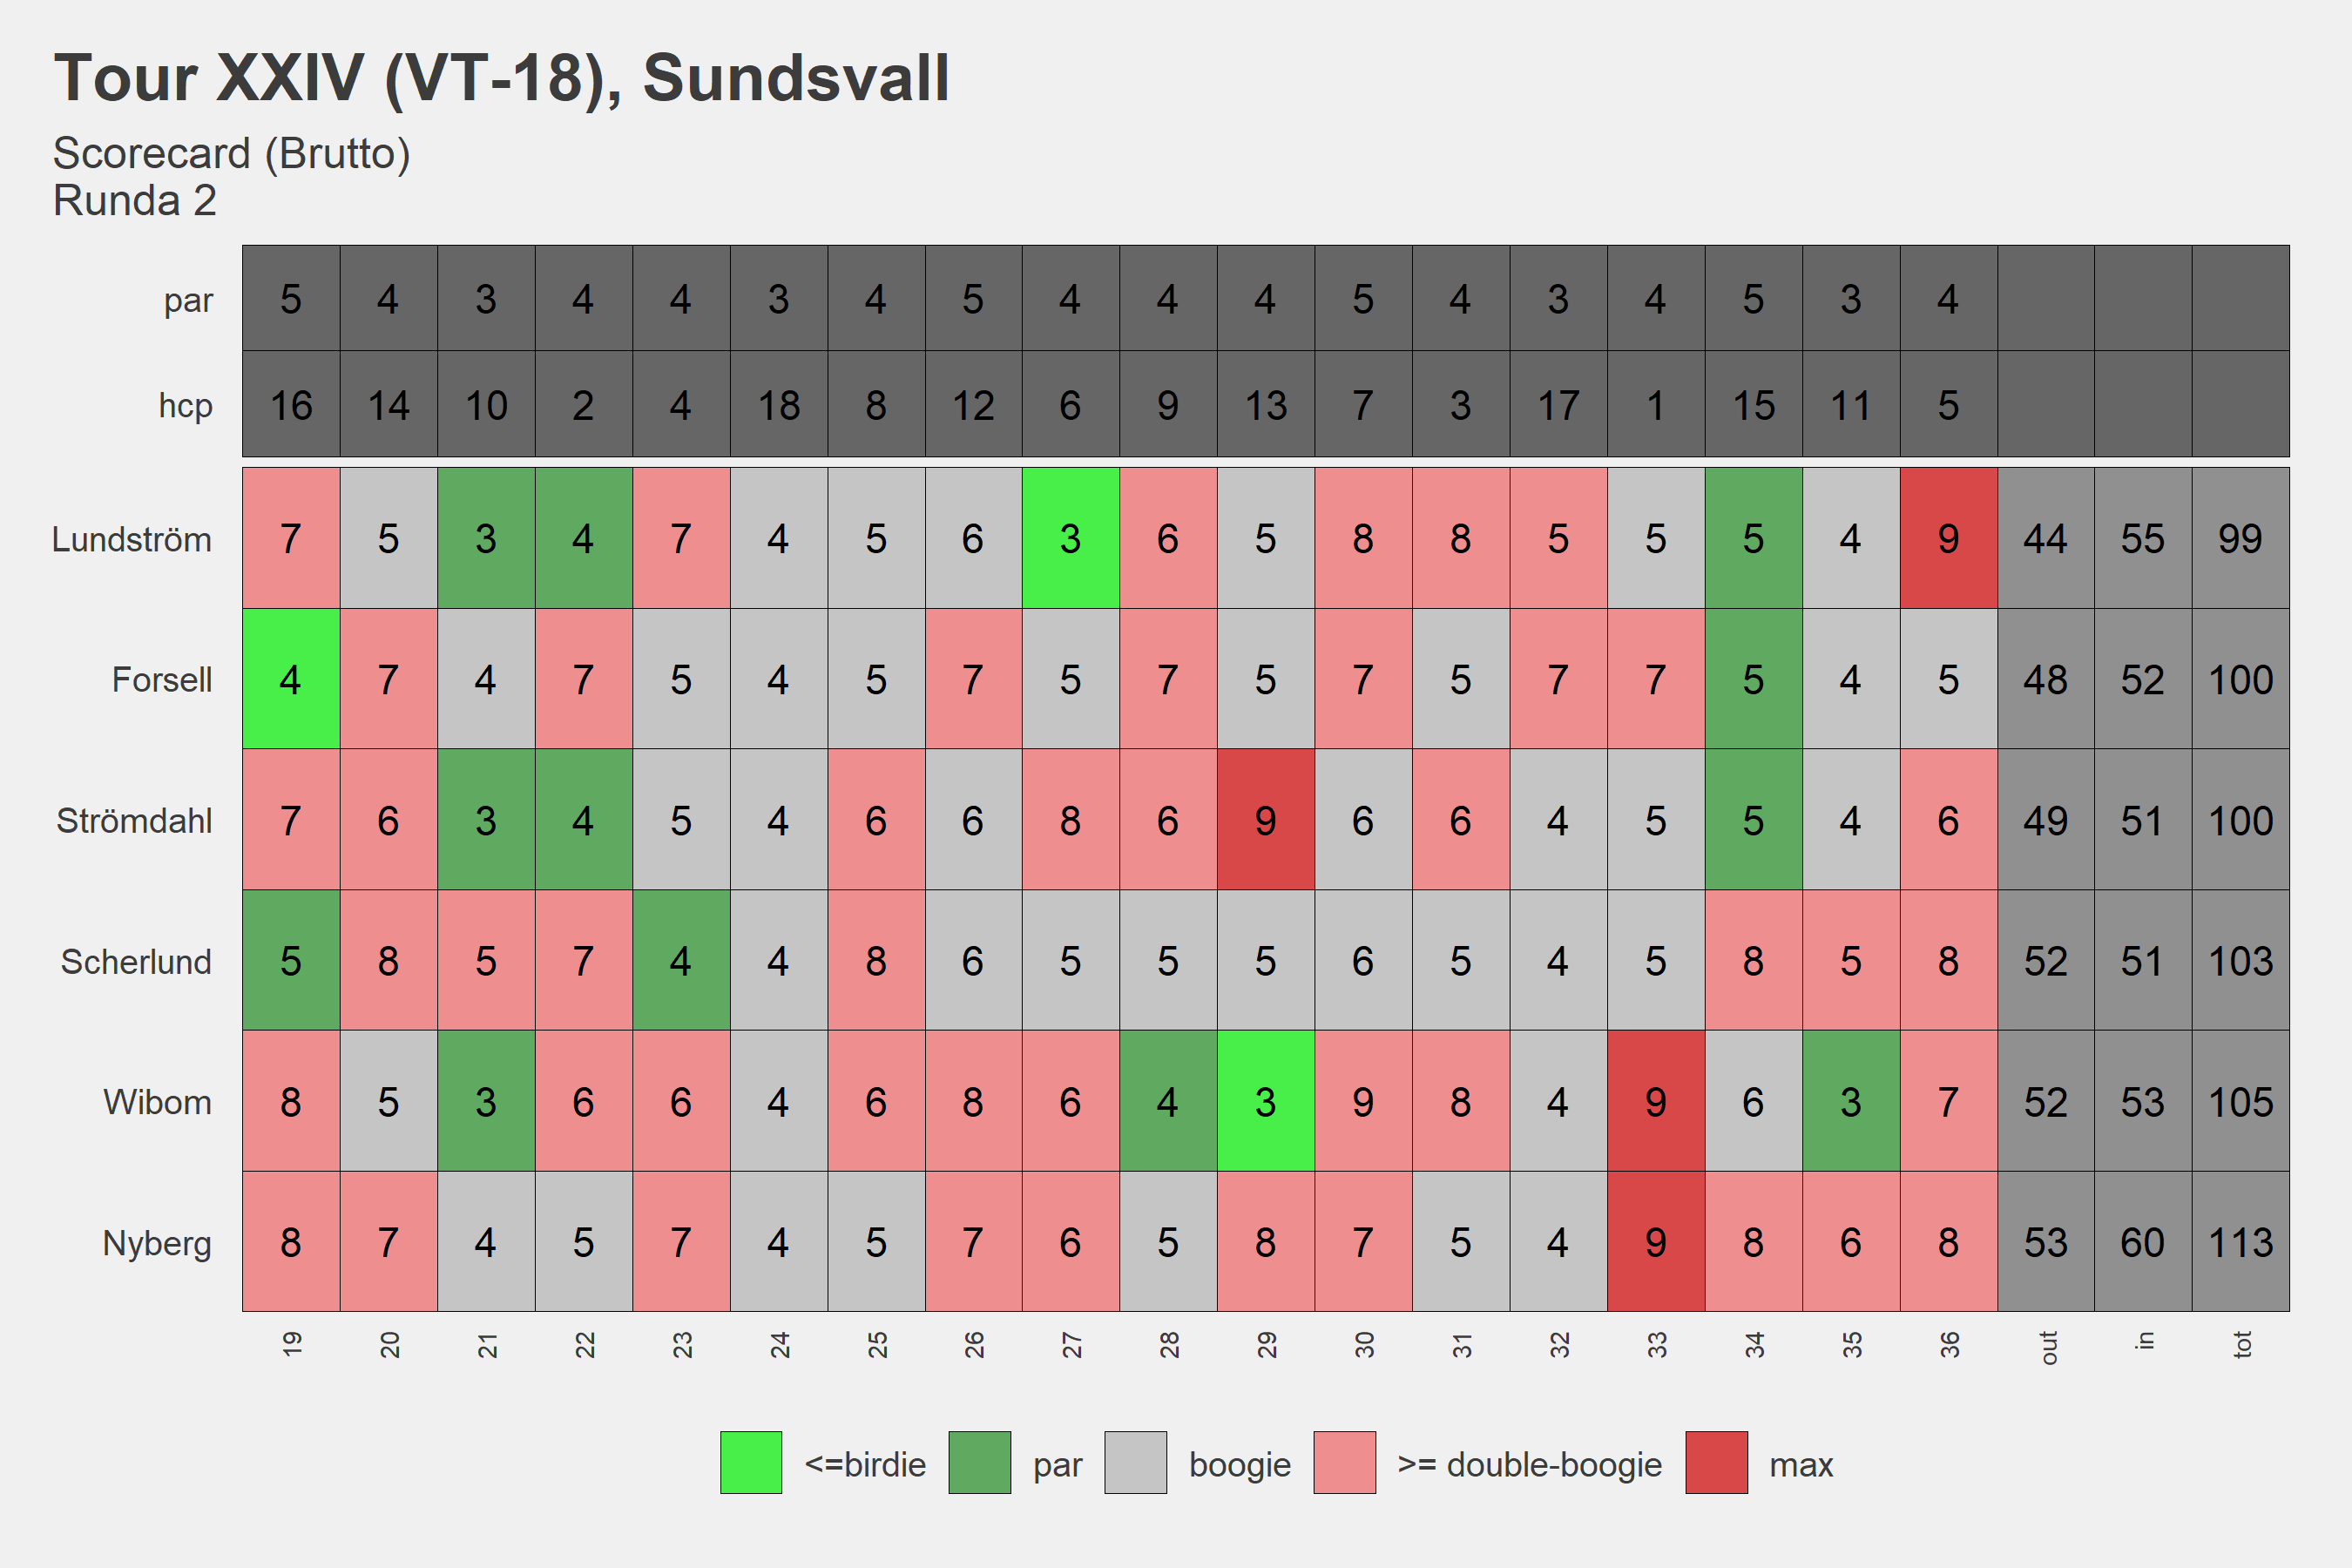 Tour XXIV (VT-18), Sundsvall
Scorecard (Brutto)
Runda 2
par 5 4 3 4 4 3 4 5 4 4 4 5 4 3 4 5 3 4
hcp 16 14 10 2 4 18 8 12 6 9 13 7 3 17 1 15 11 5
Lundström 7 5 3 4 7 4 5 6 3 6 5 8 8 5 5 5 4 9 44 55 99
Forsell 4 7 4 7 5 4 5 7 5 7 5 7 5 7 7 5 4 5 48 52 100
Strömdahl 7 6 3 4 5 4 6 6 8 6 9 6 6 4 5 5 4 6 49 51 100
Scherlund 5 8 5 7 4 4 8 6 5 5 5 6 5 4 5 8 5 8 52 51 103
Wibom 8 5 3 6 6 4 6 8 6 4 3 9 8 4 9 6 3 7 52 53 105
Nyberg 8 7 4 5 7 4 5 7 6 5 8 7 5 4 9 8 6 8 53 60 113
19 20 21 22 23 24 25 26 27 28 29 30 31 32 33 34 35 36 out in tot
<=birdie par boogie >= double-boogie max